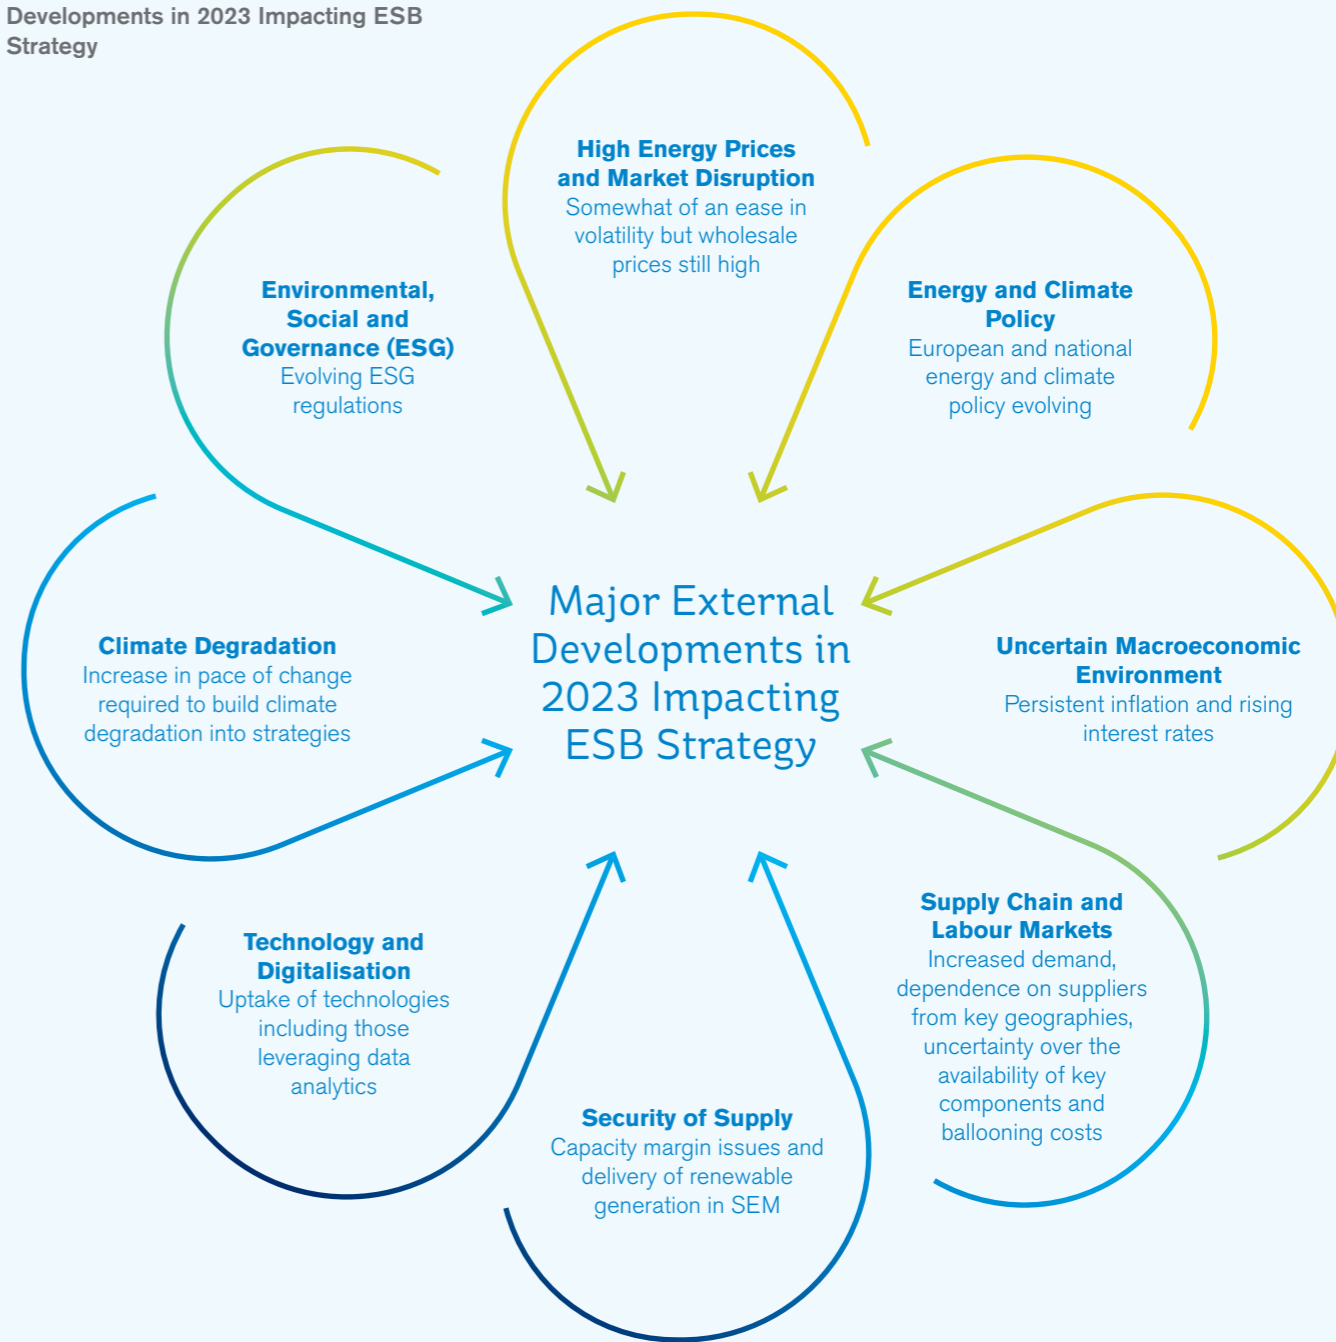 Developments in 2023 Impacting ESB
Strategy
High Energy Prices
and Market Disruption
Somewhat of an ease in
volatility but wholesale
prices still high
Energy and Climate
Policy
European and national
energy and climate
policy evolving
Uncertain Macroeconomic
Environment
Persistent inflation and rising
interest rates
Supply Chain and
Labour Markets
Increased demand,
dependence on suppliers
from key geographies,
uncertainty over the
availability of key
components and
ballooning costs
Security of Supply
Capacity margin issues and
delivery of renewable
generation in SEM
Technology and
Digitalisation
Uptake of technologies
including those
leveraging data
analytics
Climate Degradation
Increase in pace of change
required to build climate
degradation into strategies
Environmental,
Social and
Governance (ESG)
Evolving ESG
regulations
Major External
Developments in
2023 Impacting
ESB Strategy